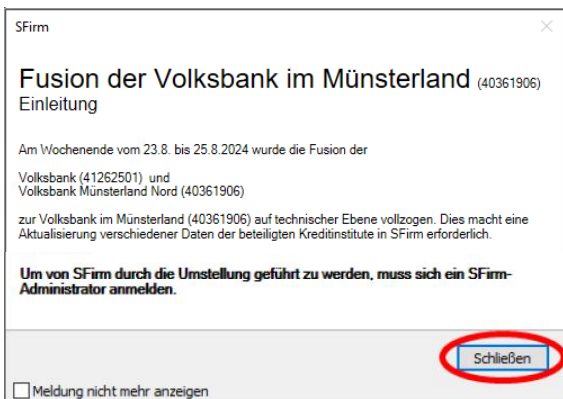 SFirm
Fusion der Volksbank im Münsterland (40361906)
Einleitung
Am Wochenende vom 23.8. bis 25.8.2024 wurde die Fusion der
Volksbank (41262501) und
Volksbank Münsterland Nord (40361906)
zur Volksbank im Münsterland (40361906) auf technischer Ebene vollzogen. Dies macht eine
Aktualisierung verschiedener Daten der beteiligten Kreditinstitute in SFirm erforderlich.
Um von SFirm durch die Umstellung geführt zu werden, muss sich ein SFirm-
Administrator anmelden.
Schließen
Meldung nicht mehr anzeigen